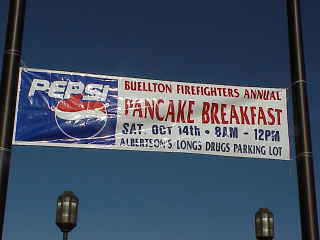 PEPSI
BUELLTON FIREFIGHTERS ANNUAL
PANCAKE BREAKFAST
SAT. OCT 14th • 8AM - 12PM
ALBERTSON'S LONGS DRUGS PARKING LOT